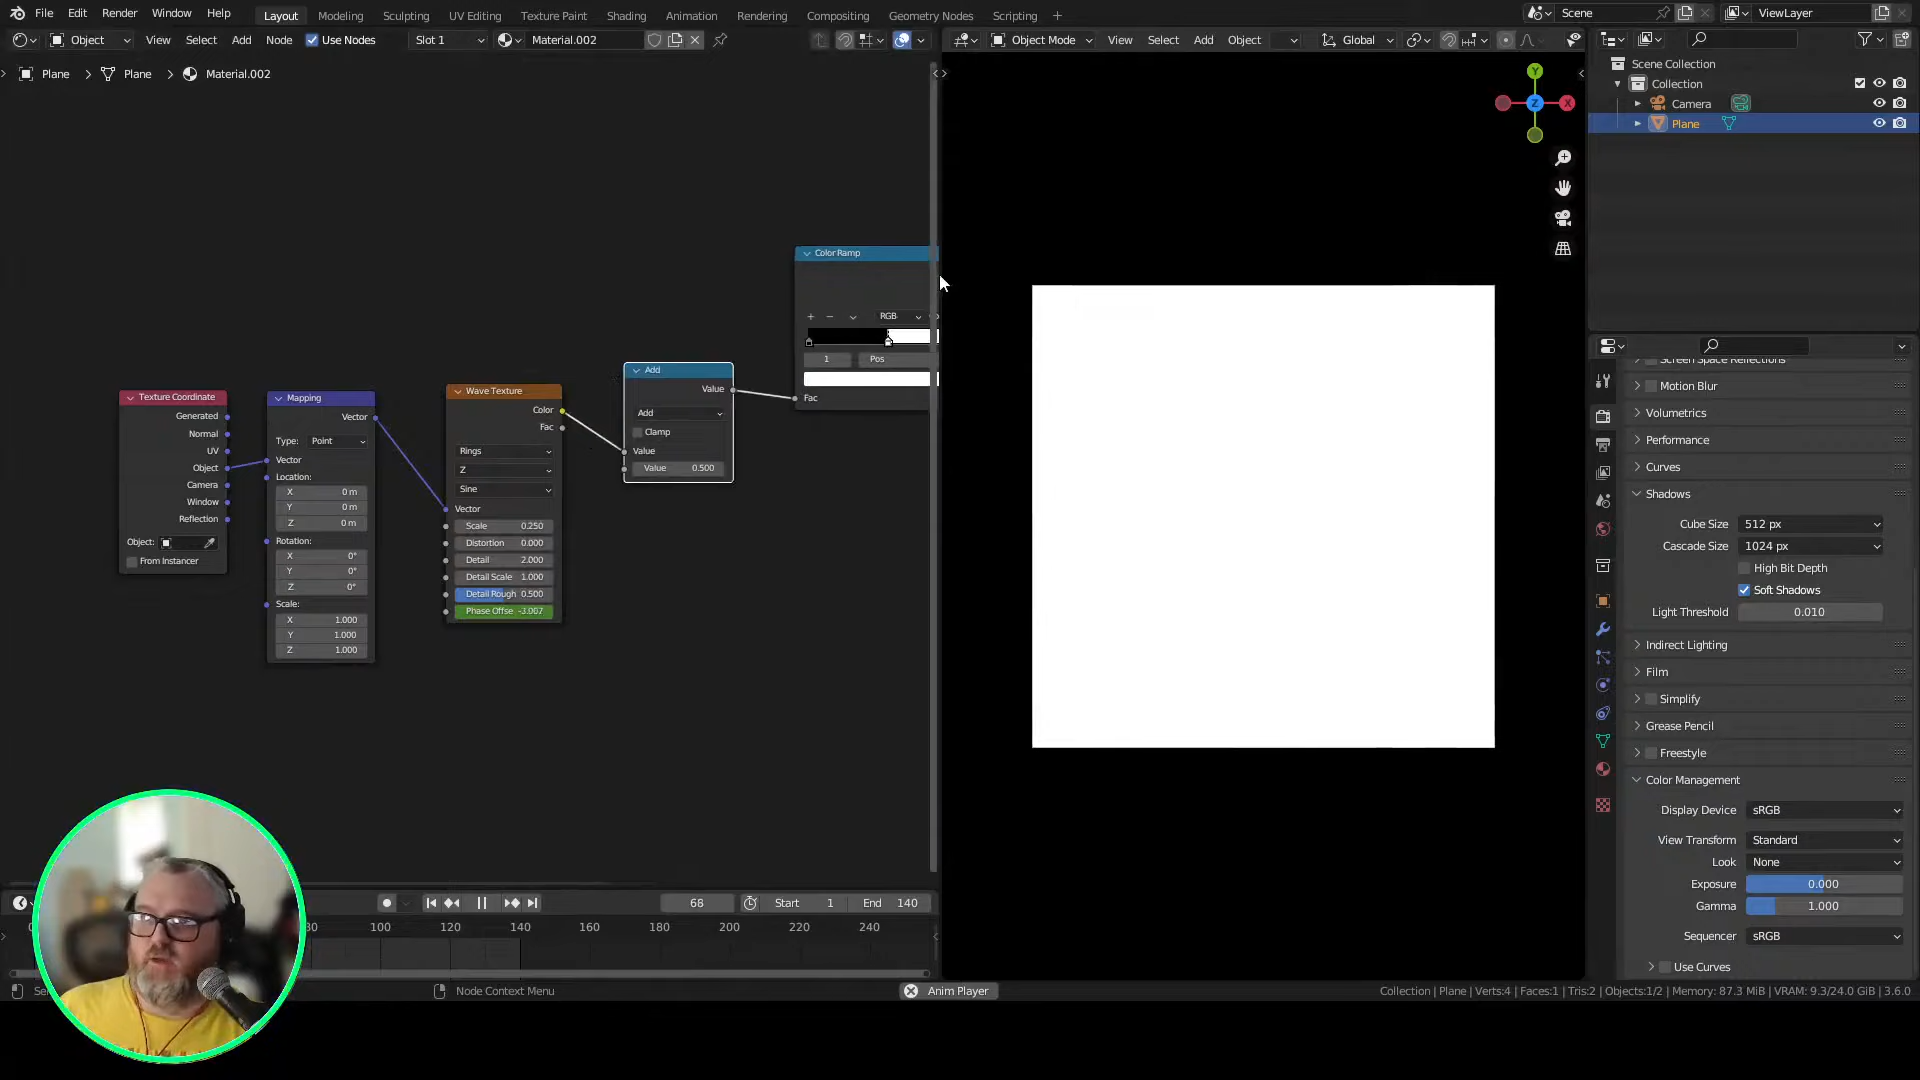 File Edit Render Window Help Layout Modeling Sculpting UV Editing Texture Paint Shading Animation Rendering Compositing Geometry Nodes Scripting + Scene ViewLayer
Object View Select Add Node Use Nodes Slot 1 Material.002 Object Mode View Select Add Object Global
Plane > Plane > Material.002
Y
Z X
Scene Collection
Collection
Camera
Plane
Color Ramp
RGB
1 Pos
Fac
Add
Value
Add
Clamp
Value
Value 0.500
Texture Coordinate
Generated
Normal
UV
Object
Camera
Window
Reflection
Object:
From Instancer
Mapping
Vector
Type: Point
Vector
Location:
X 0 m
Y 0 m
Z 0 m
Rotation:
X 0°
Y 0°
Z 0°
Scale:
X 1.000
Y 1.000
Z 1.000
Wave Texture
Color
Fac
Rings
Z
Sine
Vector
Scale 0.250
Distortion 0.000
Detail 2.000
Detail Scale 1.000
Detail Rough 0.500
Phase Offse -3.067
Screen Space Reflections
Motion Blur
Volumetrics
Performance
Curves
Shadows
Cube Size 512 px
Cascade Size 1024 px
High Bit Depth
Soft Shadows
Light Threshold 0.010
Indirect Lighting
Film
Simplify
Grease Pencil
Freestyle
Color Management
Display Device sRGB
View Transform Standard
Look None
Exposure 0.000
Gamma 1.000
Sequencer sRGB
Use Curves
68 Start 1 End 140
80 100 120 140 160 180 200 220 240
Node Context Menu Anim Player Collection | Plane | Verts:4 | Faces:1 | Tris:2 | Objects:1/2 | Memory: 87.3 MiB | VRAM: 9.3/24.0 GiB | 3.6.0